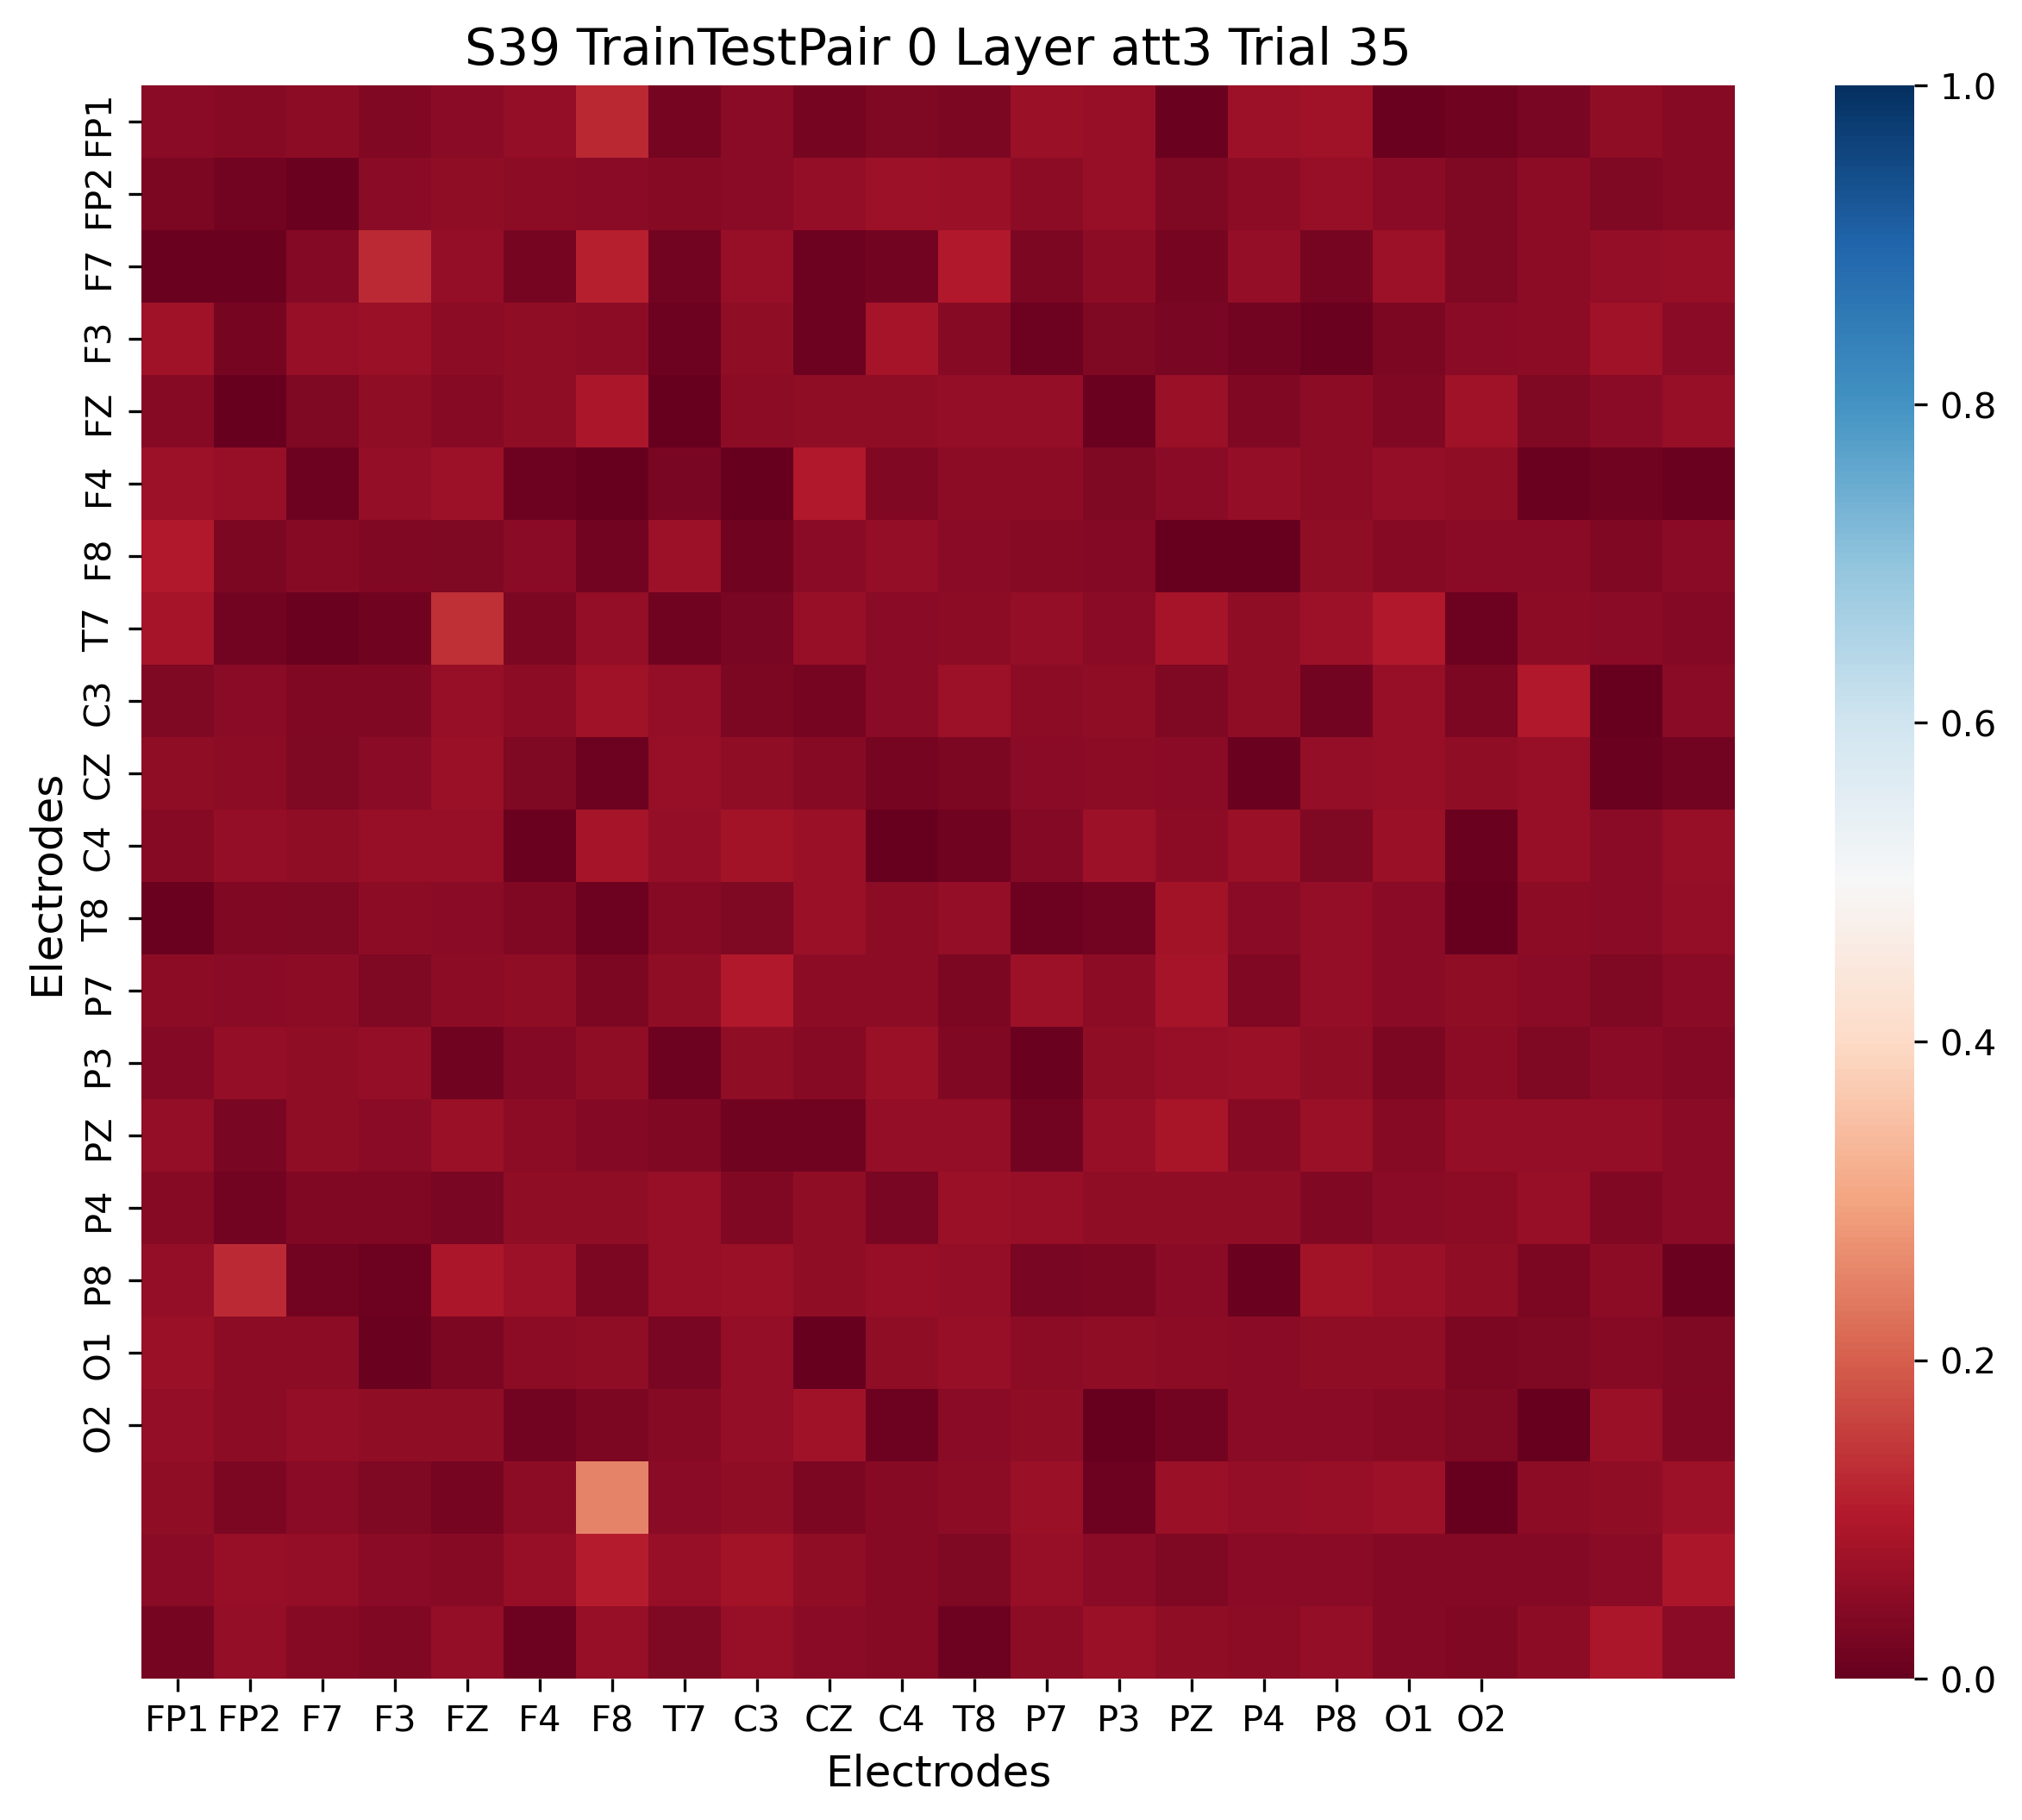 S39 TrainTestPair 0 Layer att3 Trial 35
Electrodes
FP1
FP2
F7
F3
FZ
F4
F8
T7
C3
CZ
C4
T8
P7
P3
PZ
P4
P8
O1
O2
FP1 FP2 F7 F3 FZ F4 F8 T7 C3 CZ C4 T8 P7 P3 PZ P4 P8 O1 O2
Electrodes
1.0
0.8
0.6
0.4
0.2
0.0